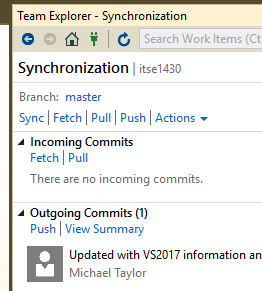 Team Explorer - Synchronization
Search Work Items (Ct
Synchronization | itse1430
Branch: master
Sync | Fetch | Pull | Push | Actions
Incoming Commits
Fetch | Pull
There are no incoming commits.
Outgoing Commits (1)
Push | View Summary
Updated with VS2017 information an
Michael Taylor